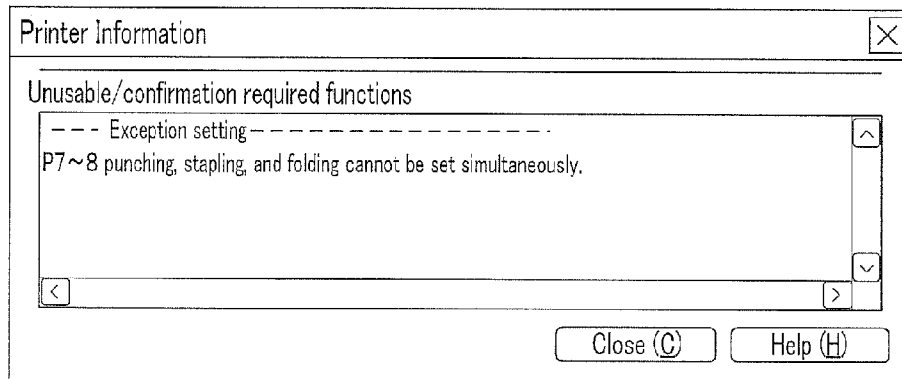 Printer Information
Unusable/confirmation required functions
--- Exception setting----------------
P7~8 punching, stapling, and folding cannot be set simultaneously.
Close (C)
Help (H)